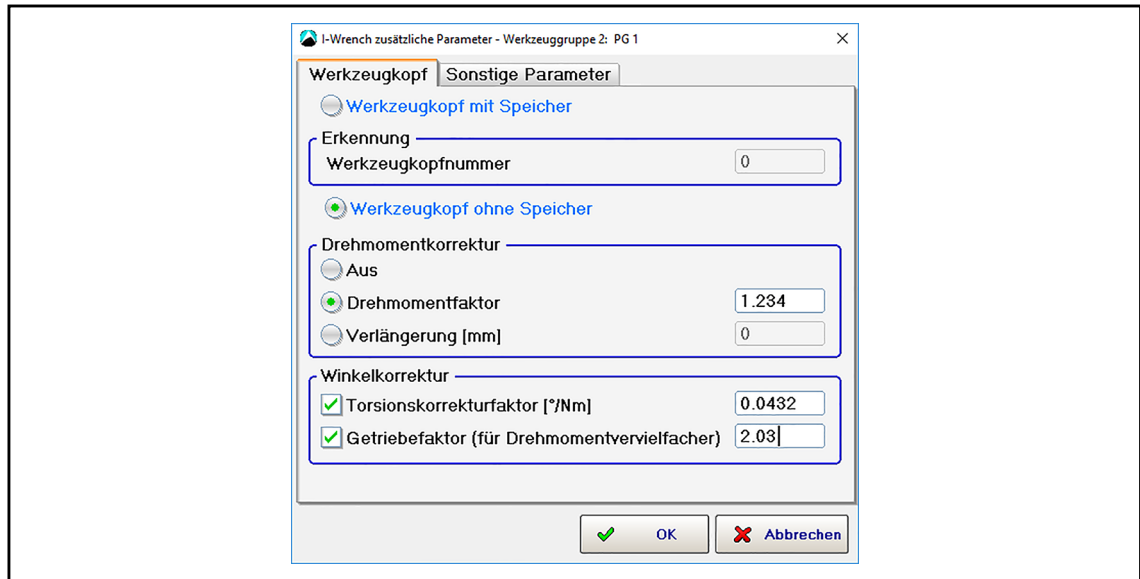 I-Wrench zusätzliche Parameter - Werkzeuggruppe 2: PG 1
Werkzeugkopf Sonstige Parameter
Werkzeugkopf mit Speicher
Erkennung
Werkzeugkopfnummer 0
Werkzeugkopf ohne Speicher
Drehmomentkorrektur
Aus
Drehmomentfaktor 1.234
Verlängerung [mm] 0
Winkelkorrektur
Torsionskorrekturfaktor [°/Nm] 0.0432
Getriebefaktor (für Drehmomentvervielfacher) 2.03
OK Abbrechen